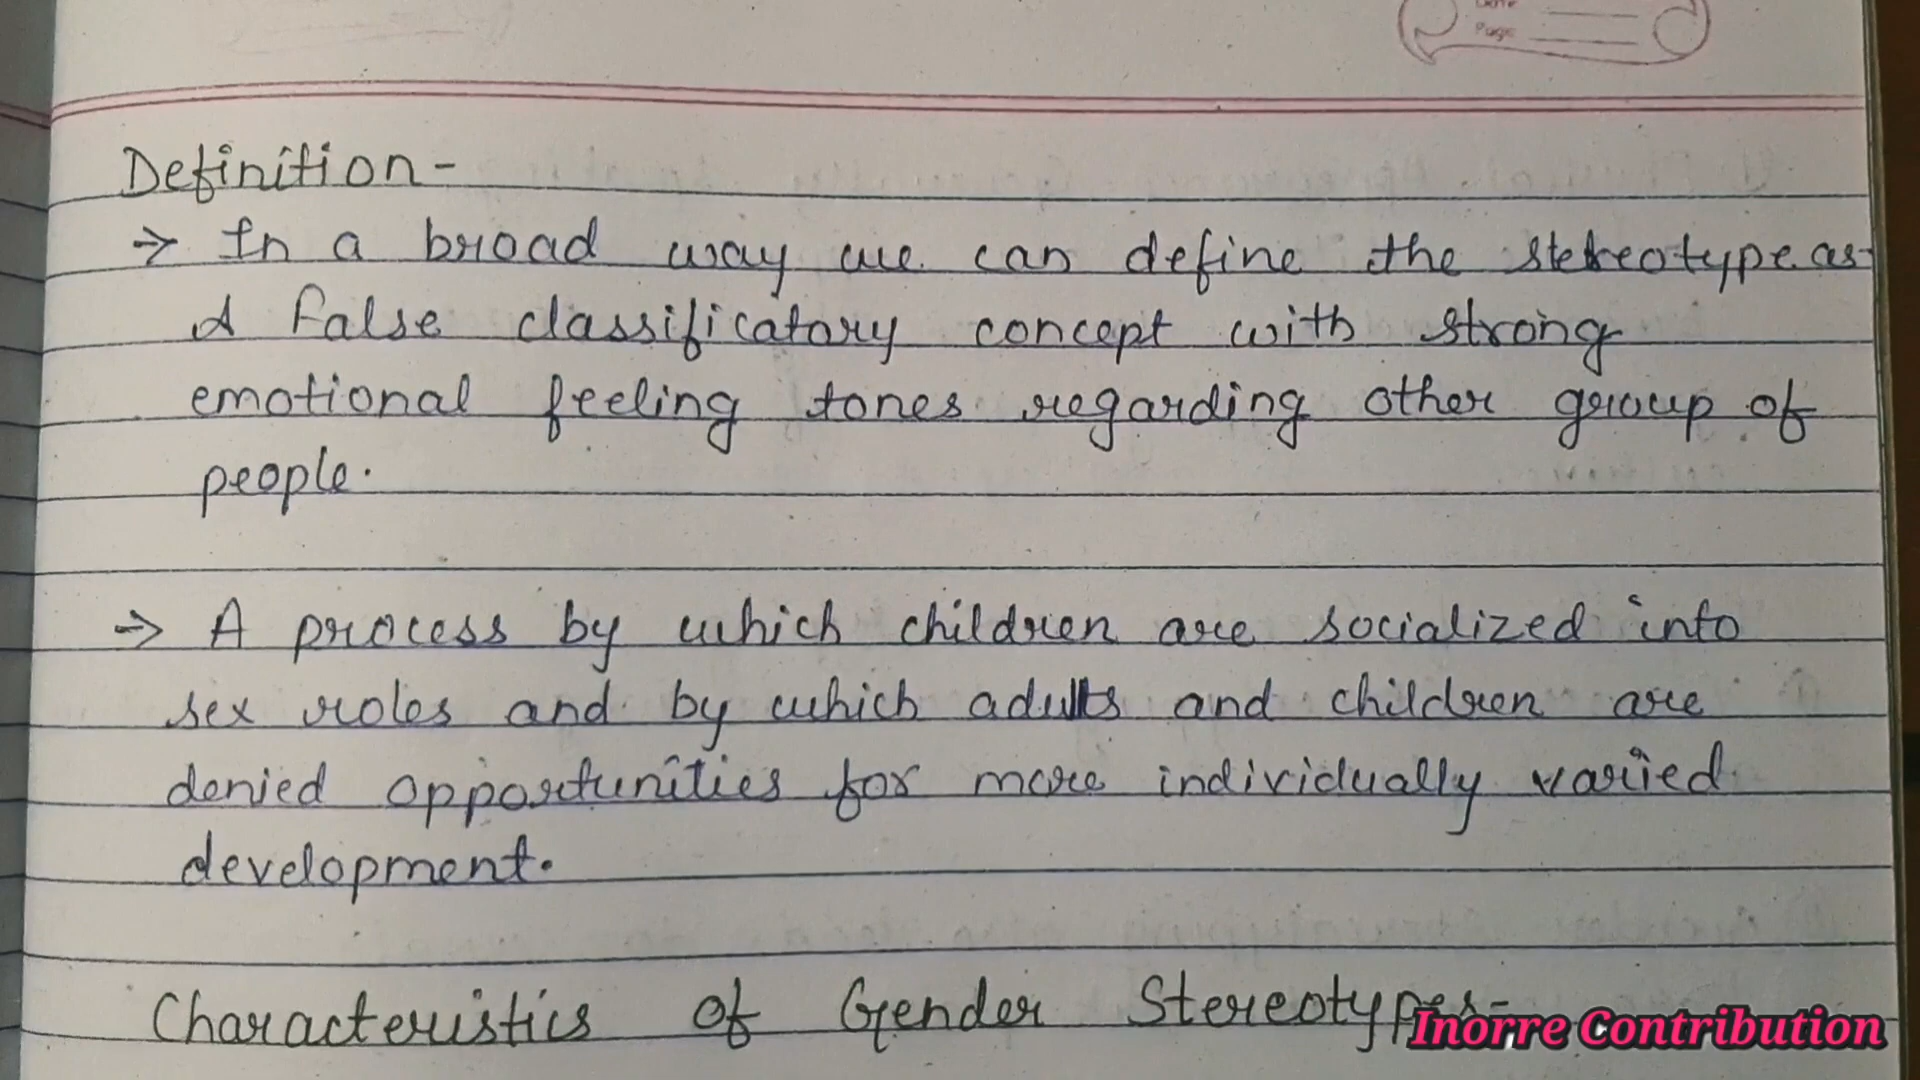 Date
Page
Definition -
→ In a broad way we can define the stereotype as-
A false classificatory concept with strong
emotional feeling tones regarding other group of
people.
→ A process by which children are socialized into
sex roles and by which adults and children are
denied opportunities for more individually varied
development.
Characteristics of Gender Stereotypes-
Inorre Contribution